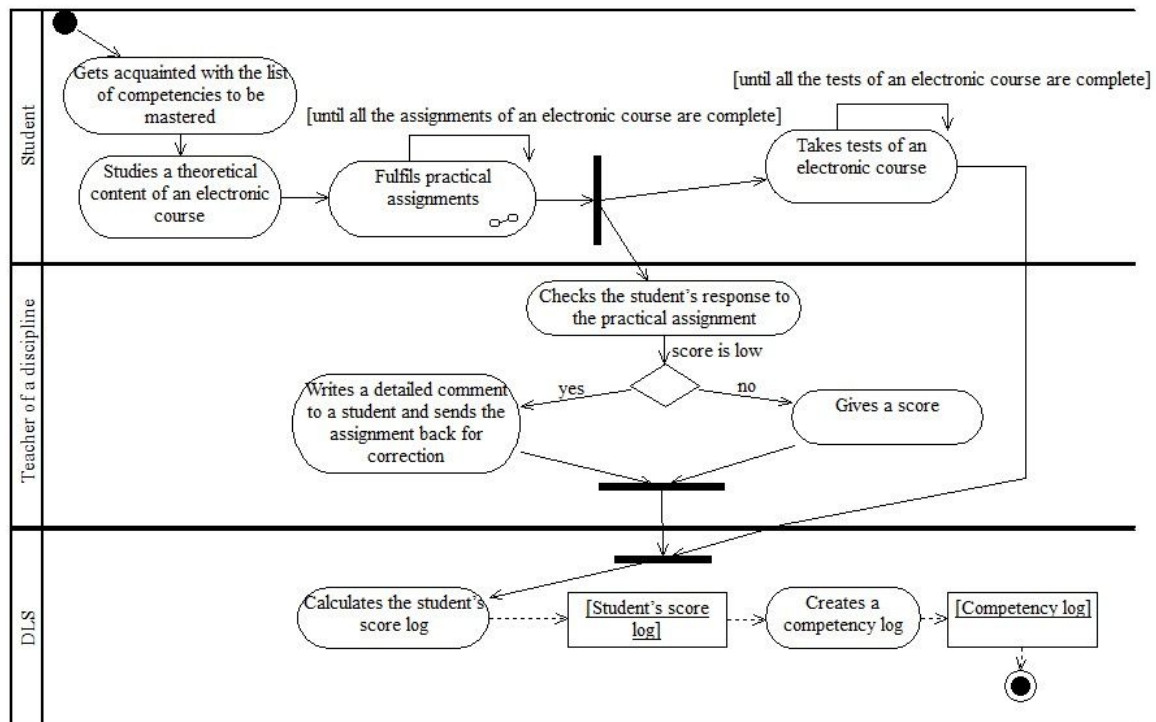 Student
Gets acquainted with the list
of competencies to be
mastered
Studies a theoretical
content of an electronic
course
[until all the assignments of an electronic course are complete]
Fulfils practical
assignments
[until all the tests of an electronic course are complete]
Takes tests of an
electronic course
Teacher of a discipline
Checks the student’s response to
the practical assignment
score is low
yes
no
Writes a detailed comment
to a student and sends the
assignment back for
correction
Gives a score
DLS
Calculates the student’s
score log
[Student’s score
log]
Creates a
competency log
[Competency log]